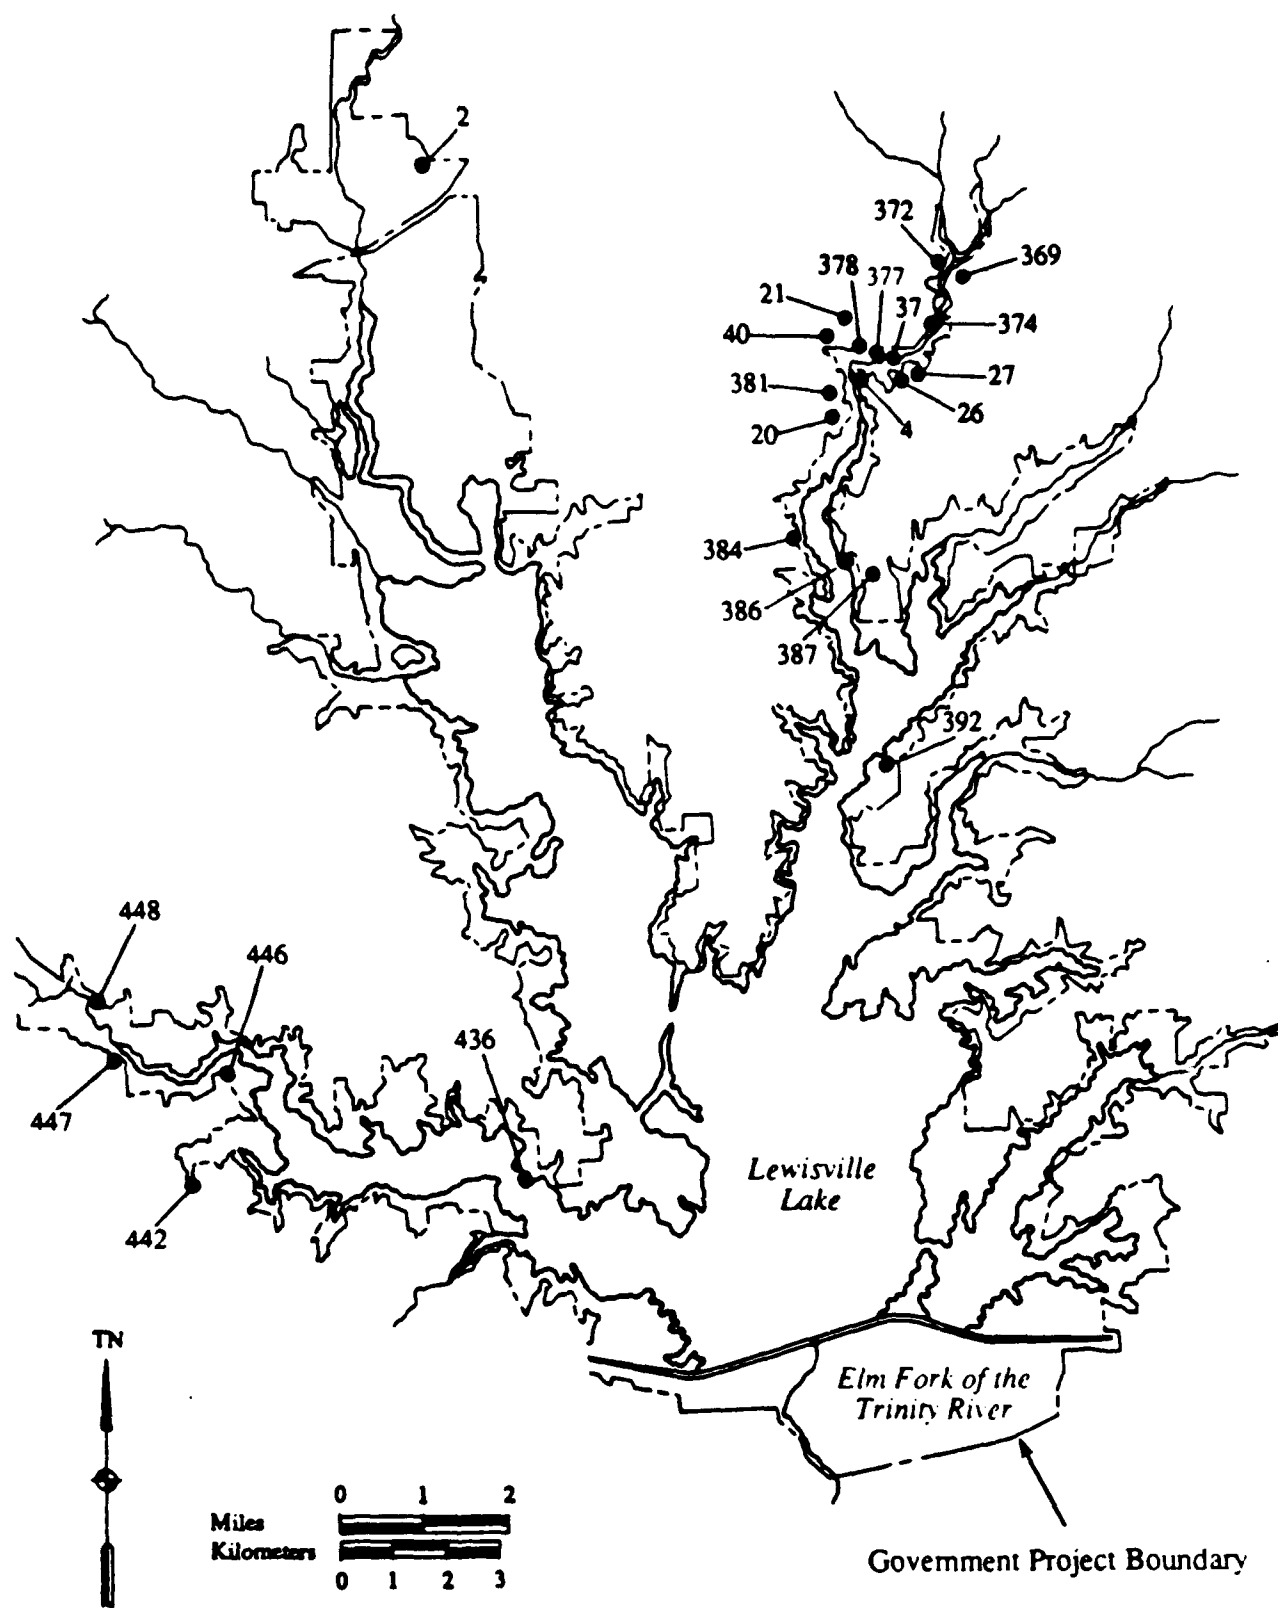 2
372
369
378
377
21
37
40
374
381
27
26
20
4
384
386
387
392
448
446
436
447
442
Lewisville
Lake
TN
Elm Fork of the
Trinity River
0 1 2
Miles
Kilometers
0 1 2 3
Government Project Boundary